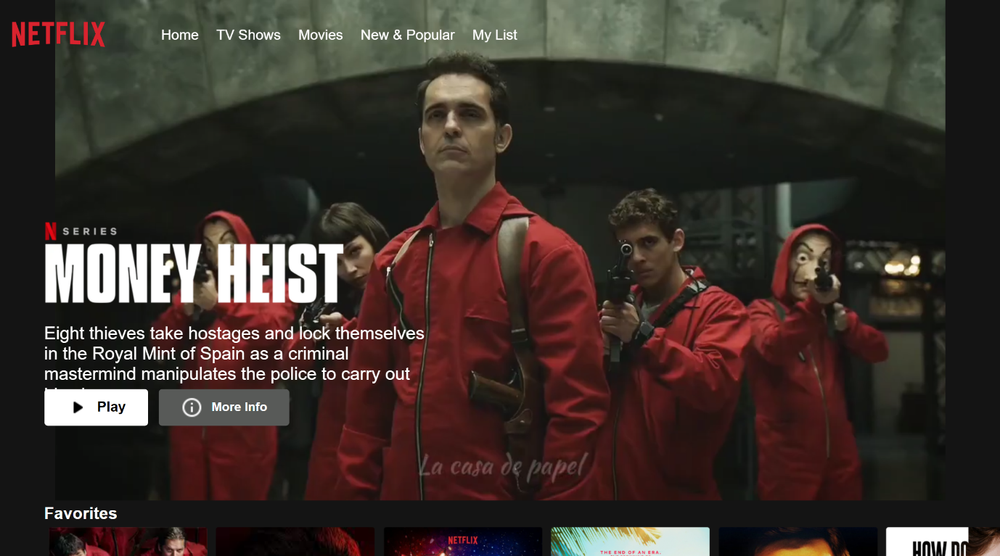 NETFLIX
Home TV Shows Movies New & Popular My List
N SERIES
MONEY HEIST
Eight thieves take hostages and lock themselves
in the Royal Mint of Spain as a criminal
mastermind manipulates the police to carry out
Play More Info
La casa de papel
Favorites
NETFLIX
THE END OF AN ERA.
HOW DO